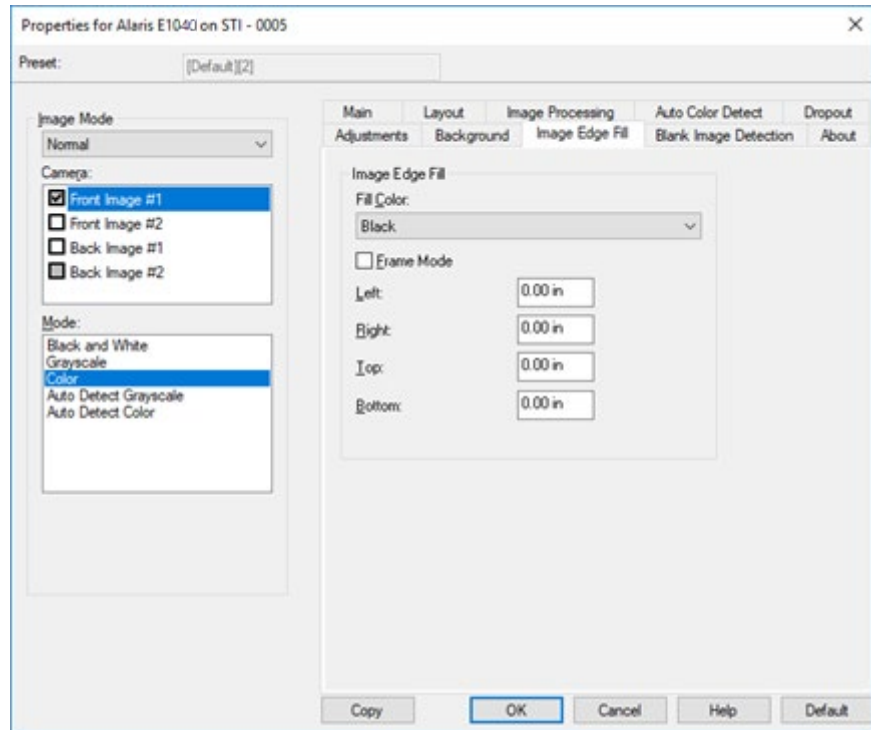 Properties for Alaris E1040 on STI - 0005
Preset: [Default][2]
Image Mode
Normal
Camera:
Front Image #1
Front Image #2
Back Image #1
Back Image #2
Mode:
Black and White
Grayscale
Color
Auto Detect Grayscale
Auto Detect Color
Main Layout Image Processing Auto Color Detect Dropout
Adjustments Background Image Edge Fill Blank Image Detection About
Image Edge Fill
Fill Color:
Black
Frame Mode
Left: 0.00 in
Right: 0.00 in
Top: 0.00 in
Bottom: 0.00 in
Copy OK Cancel Help Default